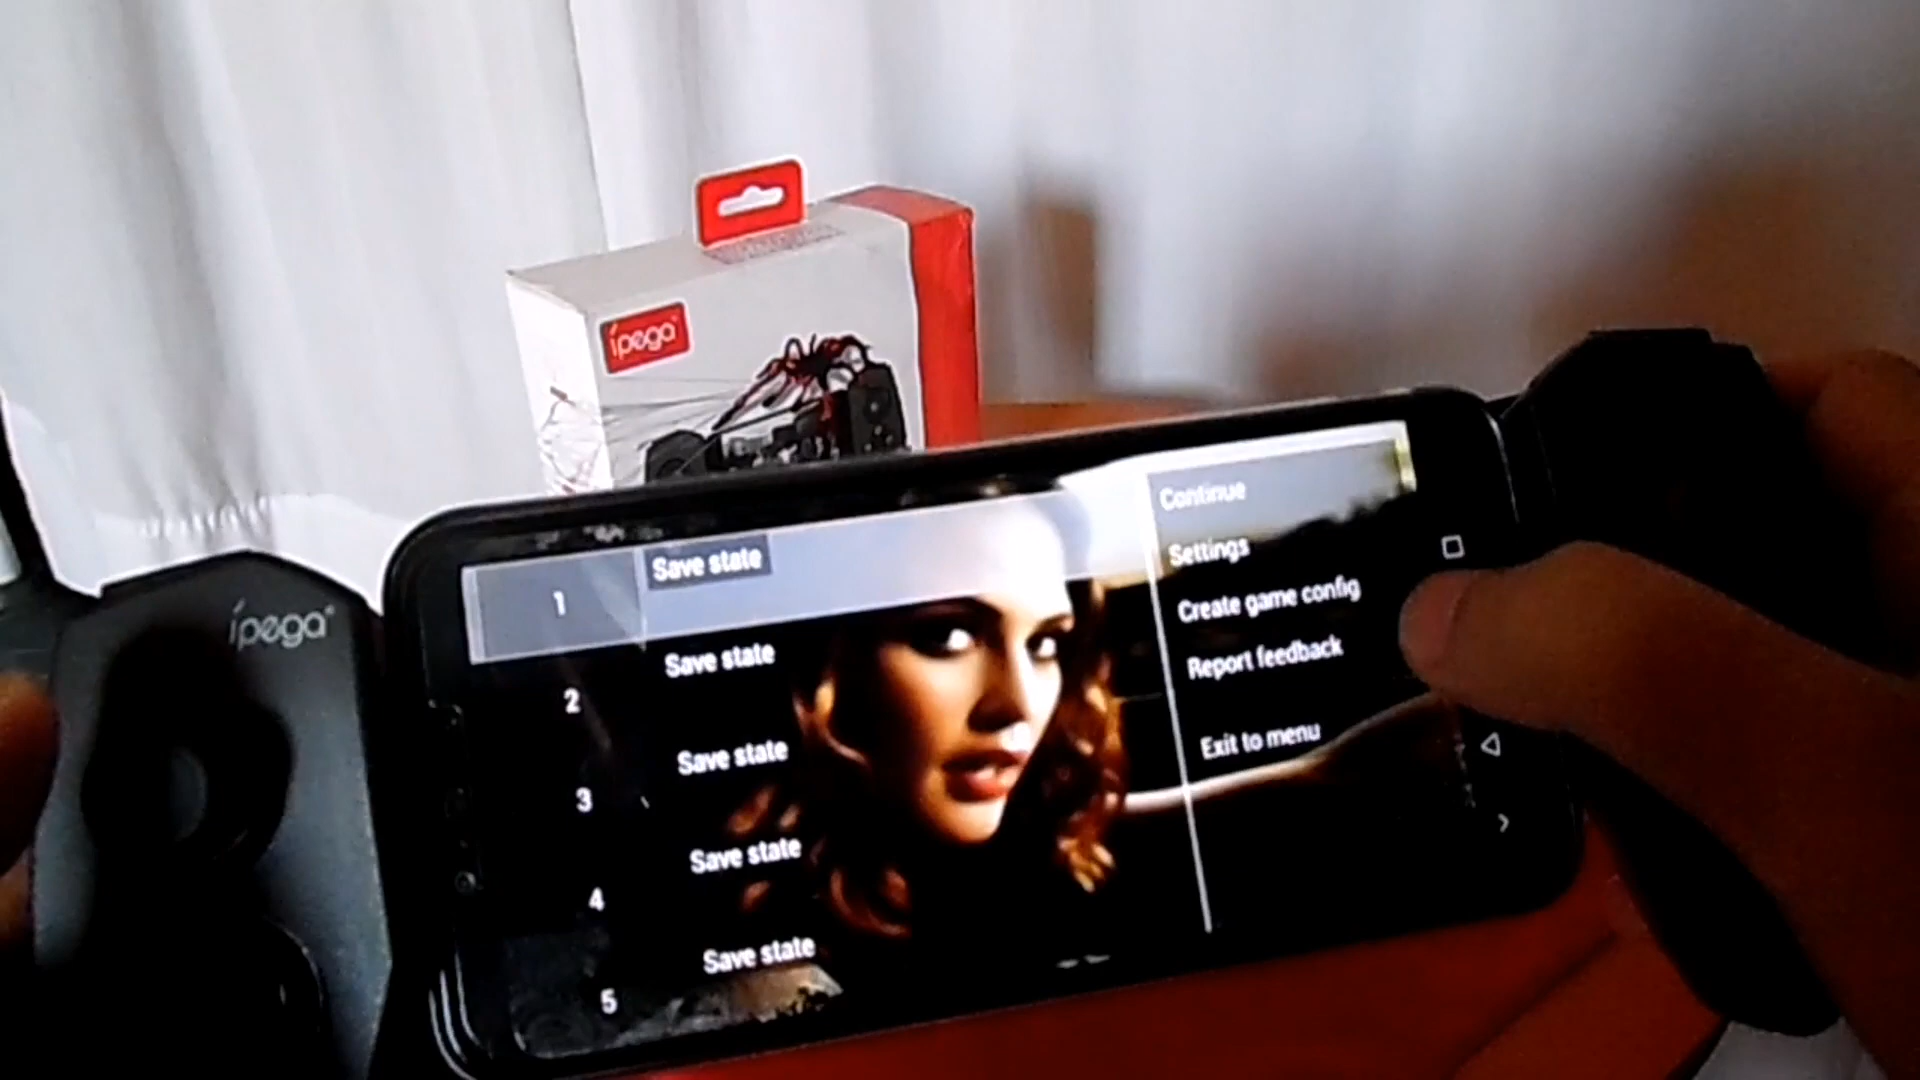 ipega
ipega
1 Save state
2 Save state
3 Save state
4 Save state
5 Save state
Continue
Settings
Create game config
Report feedback
Exit to menu